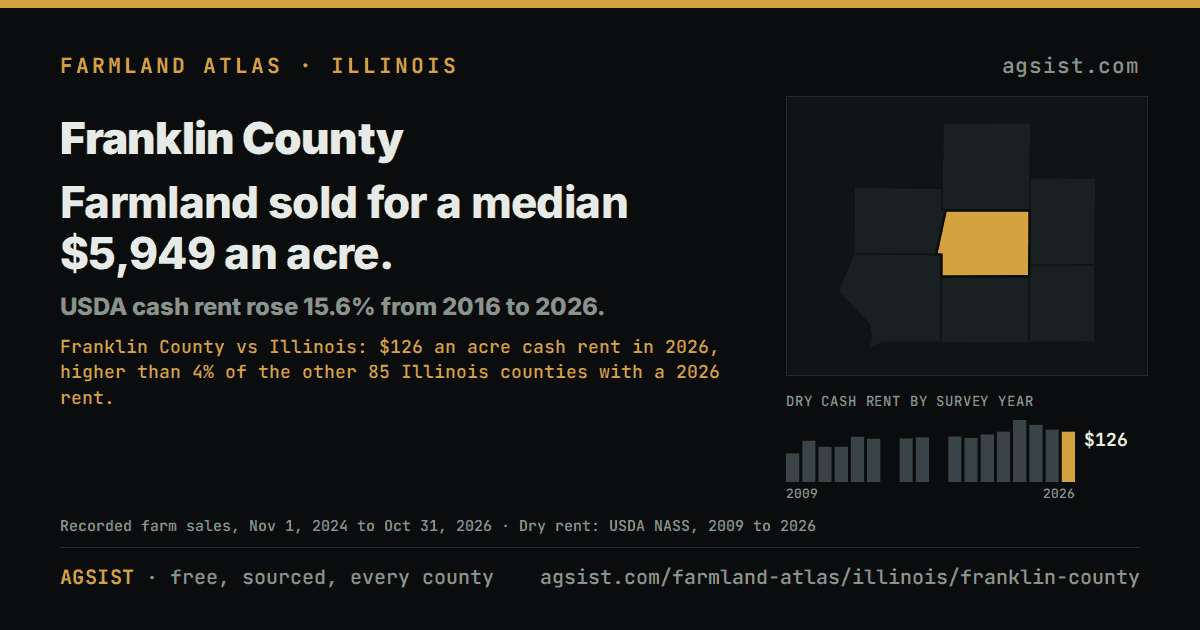 FARMLAND ATLAS · ILLINOIS
agsist.com
Franklin County
Farmland sold for a median
$5,949 an acre.
USDA cash rent rose 15.6% from 2016 to 2026.
Franklin County vs Illinois: $126 an acre cash rent in 2026,
higher than 4% of the other 85 Illinois counties with a 2026
rent.
DRY CASH RENT BY SURVEY YEAR
$126
2009
2026
Recorded farm sales, Nov 1, 2024 to Oct 31, 2026 · Dry rent: USDA NASS, 2009 to 2026
AGSIST · free, sourced, every county
agsist.com/farmland-atlas/illinois/franklin-county